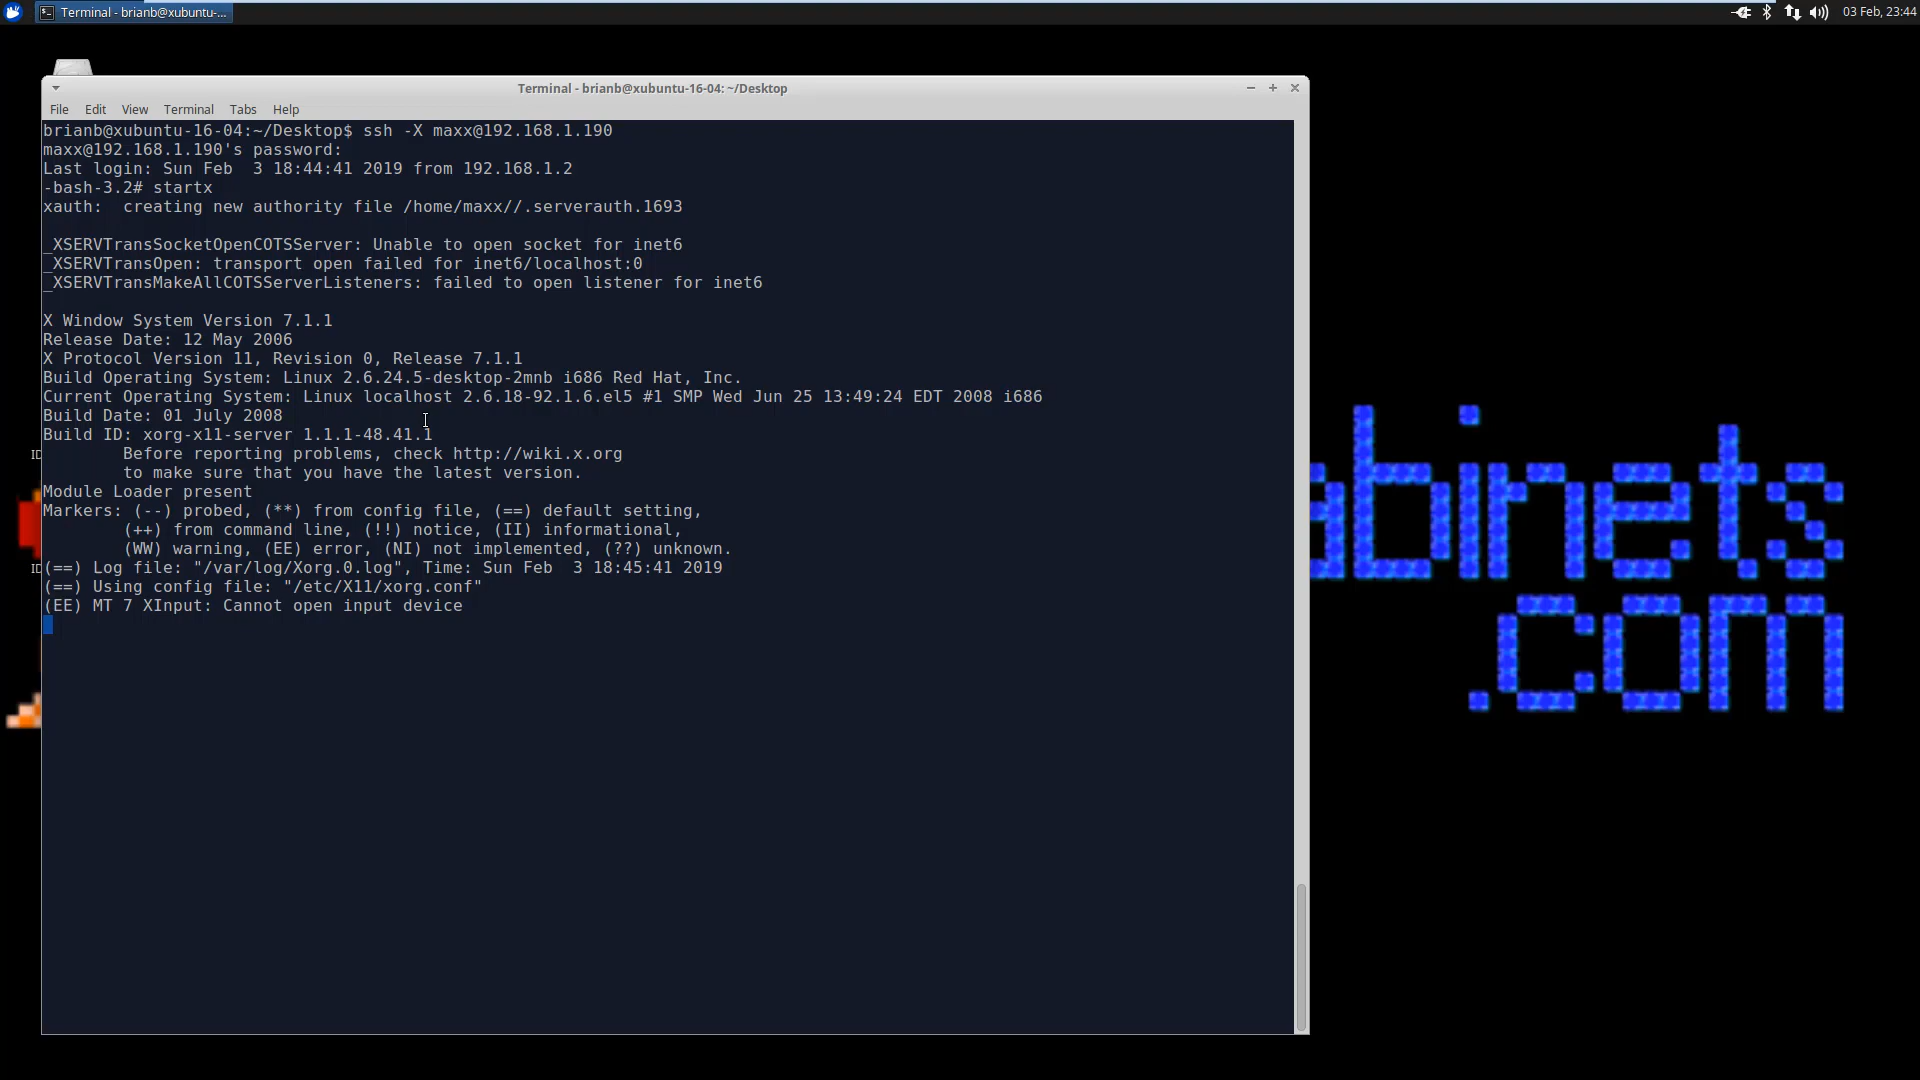 Terminal - brianb@xubuntu-...
03 Feb, 23:44
Terminal - brianb@xubuntu-16-04: ~/Desktop
File Edit View Terminal Tabs Help
brianb@xubuntu-16-04:~/Desktop$ ssh -X maxx@192.168.1.190
maxx@192.168.1.190's password:
Last login: Sun Feb  3 18:44:41 2019 from 192.168.1.2
-bash-3.2# startx
xauth:  creating new authority file /home/maxx//.serverauth.1693
_XSERVTransSocketOpenCOTSServer: Unable to open socket for inet6
_XSERVTransOpen: transport open failed for inet6/localhost:0
_XSERVTransMakeAllCOTSServerListeners: failed to open listener for inet6
X Window System Version 7.1.1
Release Date: 12 May 2006
X Protocol Version 11, Revision 0, Release 7.1.1
Build Operating System: Linux 2.6.24.5-desktop-2mnb i686 Red Hat, Inc.
Current Operating System: Linux localhost 2.6.18-92.1.6.el5 #1 SMP Wed Jun 25 13:49:24 EDT 2008 i686
Build Date: 01 July 2008
Build ID: xorg-x11-server 1.1.1-48.41.1
Before reporting problems, check http://wiki.x.org
to make sure that you have the latest version.
Module Loader present
Markers: (--) probed, (**) from config file, (==) default setting,
(++) from command line, (!!) notice, (II) informational,
(WW) warning, (EE) error, (NI) not implemented, (??) unknown.
(==) Log file: "/var/log/Xorg.0.log", Time: Sun Feb  3 18:45:41 2019
(==) Using config file: "/etc/X11/xorg.conf"
(EE) MT 7 XInput: Cannot open input device
abinets
.com